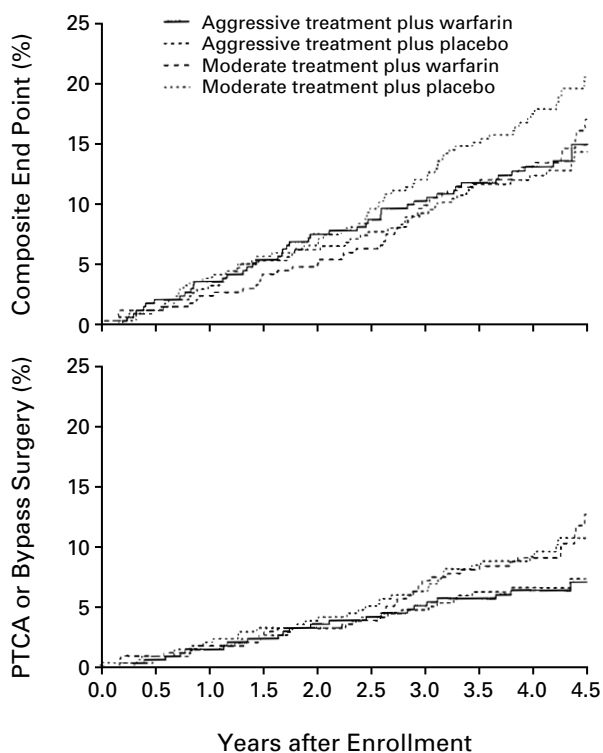 Aggressive treatment plus warfarin
Aggressive treatment plus placebo
Moderate treatment plus warfarin
Moderate treatment plus placebo
Composite End Point (%)
25
20
15
10
5
0
PTCA or Bypass Surgery (%)
25
20
15
10
5
0
0.0 0.5 1.0 1.5 2.0 2.5 3.0 3.5 4.0 4.5
Years after Enrollment